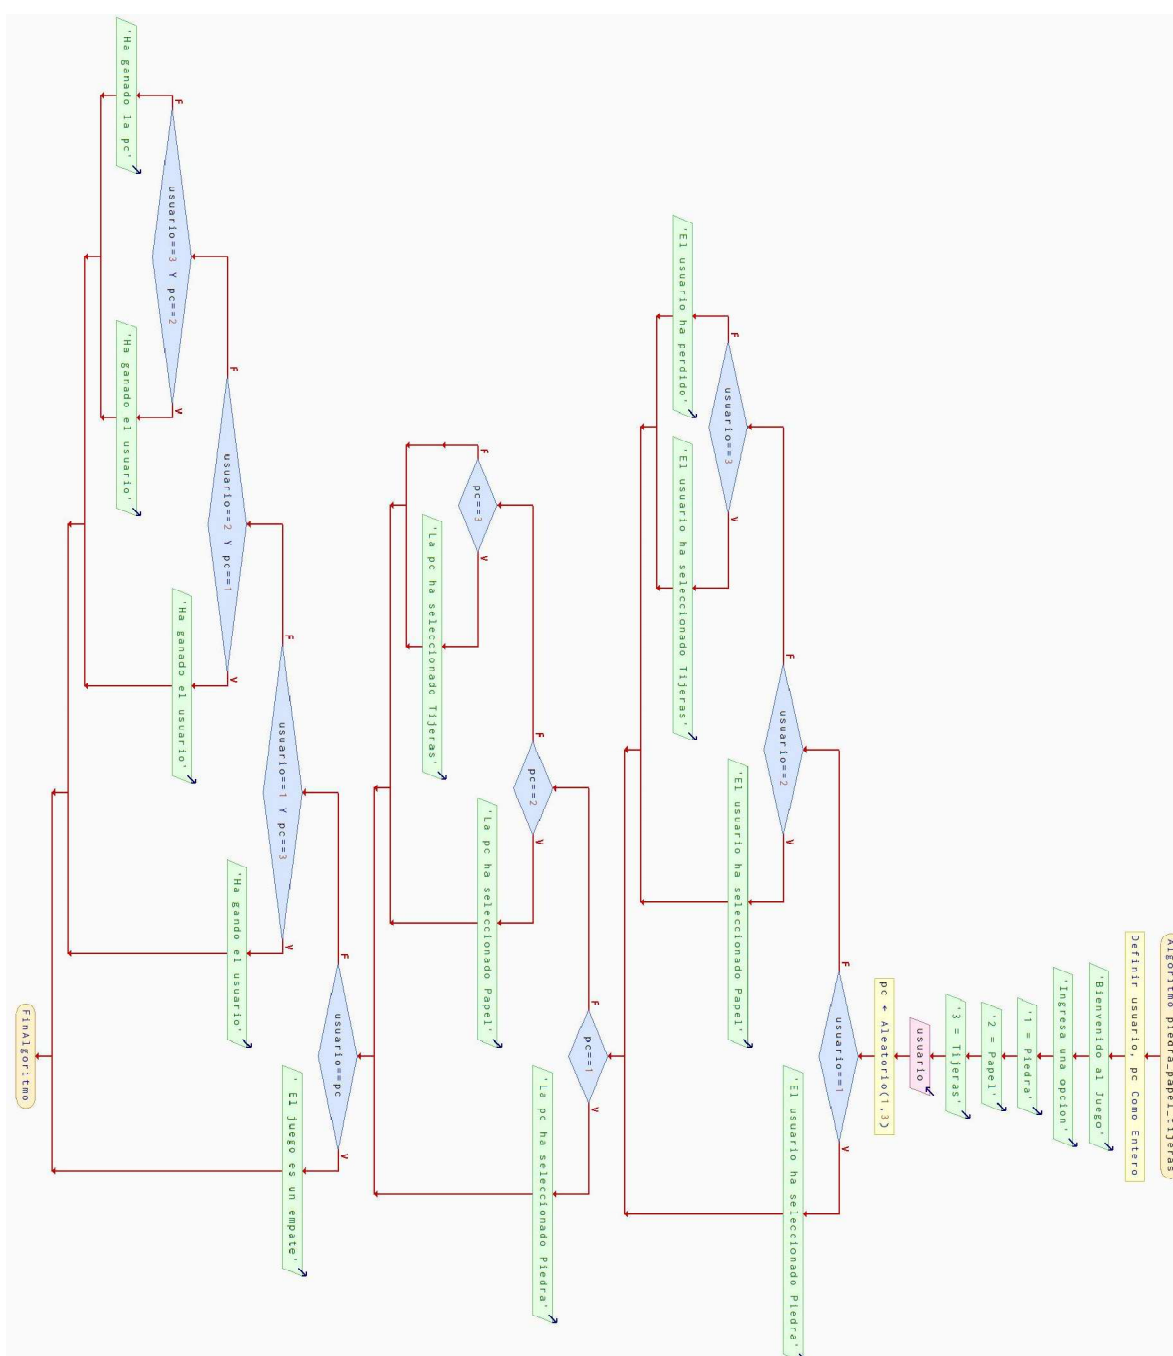 Algoritmo piedra_papel_tijeras
Definir usuario, pc Como Entero
'Bienvenido al Juego'
'Ingresa una opcion'
'1 = Piedra'
'2 = Papel'
'3 = Tijeras'
usuario
pc ← Aleatorio(1,3)
F
usuario==1
V
'El usuario ha seleccionado Piedra'
F
usuario==2
V
'El usuario ha seleccionado Papel'
F
usuario==3
V
'El usuario ha perdido'
'El usuario ha seleccionado Tijeras'
F
pc==1
V
'La pc ha seleccionado Piedra'
F
pc==2
V
'La pc ha seleccionado Papel'
F
pc==3
V
'La pc ha seleccionado Tijeras'
F
usuario==pc
V
'El juego es un empate'
F
usuario==1 Y pc==3
V
'Ha gando el usuario'
F
usuario==2 Y pc==1
V
'Ha ganado el usuario'
F
usuario==3 Y pc==2
V
'Ha ganado la pc'
'Ha ganado el usuario'
FinAlgoritmo